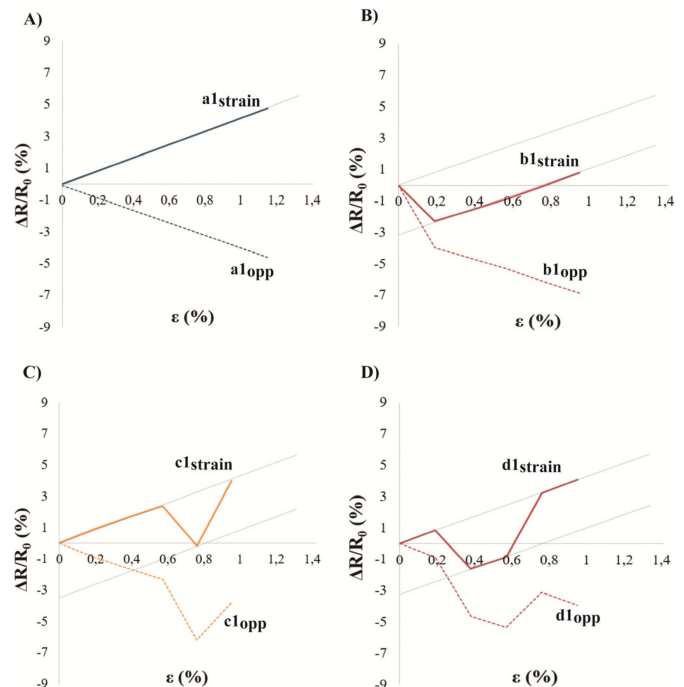 A)
9
7
5
3
1
-1
-3
-5
-7
-9
0 0,2 0,4 0,6 0,8 1 1,2 1,4
ΔR/R0 (%)
ε (%)
a1strain
a1opp
B)
9
7
5
3
1
-1
-3
-5
-7
-9
0 0,2 0,4 0,6 0,8 1 1,2 1,4
ΔR/R0 (%)
ε (%)
b1strain
b1opp
C)
9
7
5
3
1
-1
-3
-5
-7
-9
0 0,2 0,4 0,6 0,8 1 1,2 1,4
ΔR/R0 (%)
ε (%)
c1strain
c1opp
D)
9
7
5
3
1
-1
-3
-5
-7
-9
0 0,2 0,4 0,6 0,8 1 1,2 1,4
ΔR/R0 (%)
ε (%)
d1strain
d1opp